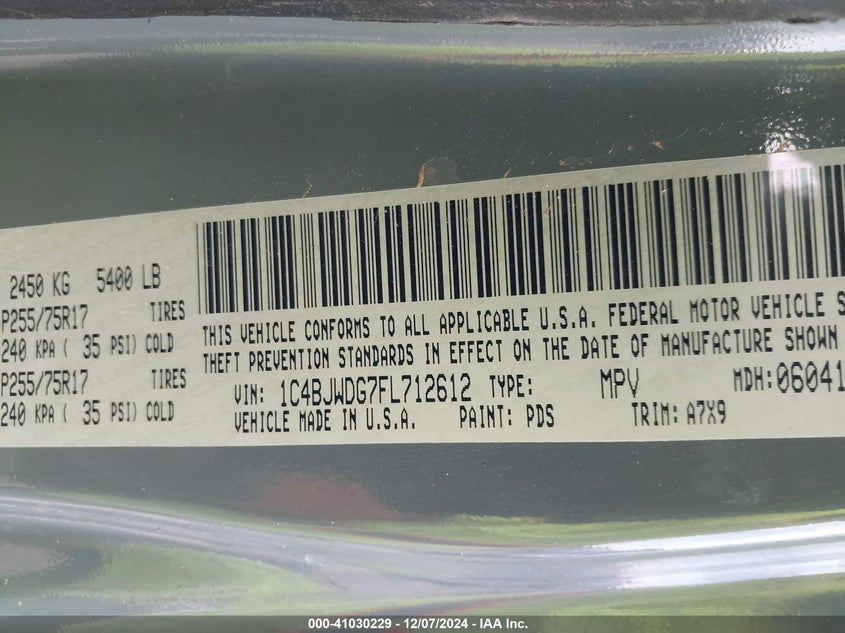 2450 KG 5400 LB
P255/75R17 TIRES
240 KPA ( 35 PSI) COLD
P255/75R17 TIRES
240 KPA ( 35 PSI) COLD
THIS VEHICLE CONFORMS TO ALL APPLICABLE U.S.A. FEDERAL MOTOR VEHICLE S
THEFT PREVENTION STANDARDS IN EFFECT ON THE DATE OF MANUFACTURE SHOWN
VIN: 1C4BJWDG7FL712612 TYPE: MPV MDH:06041
VEHICLE MADE IN U.S.A. PAINT: PDS TRIM: A7X9
000-41030229 - 12/07/2024 - IAA Inc.